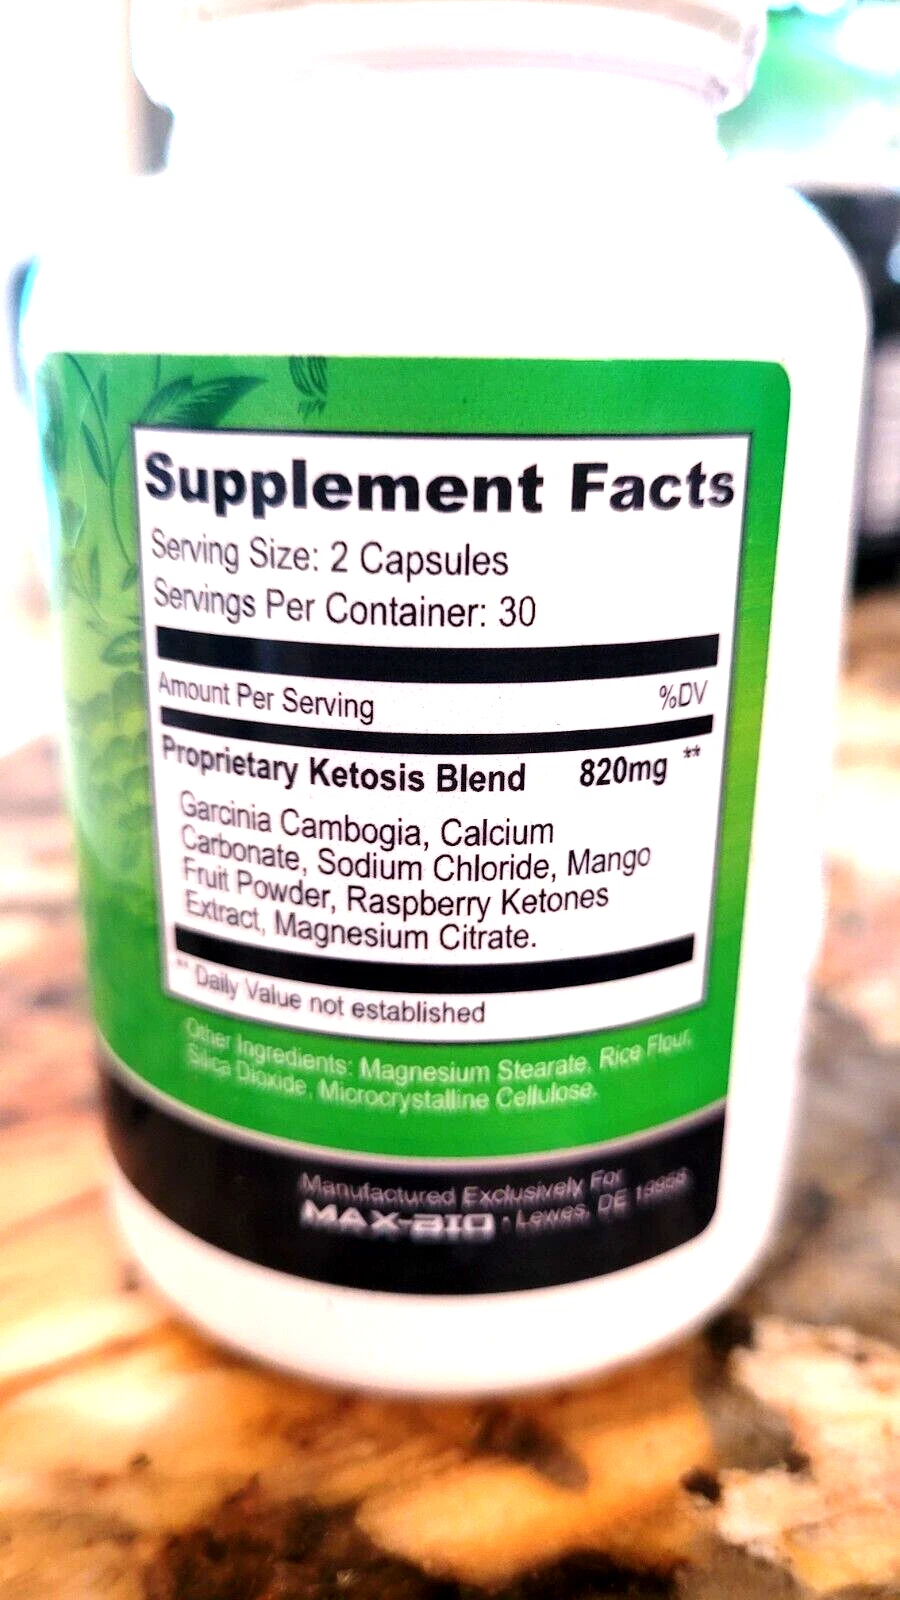 Supplement Facts
Serving Size: 2 Capsules
Servings Per Container: 30
Amount Per Serving %DV
Proprietary Ketosis Blend 820mg **
Garcinia Cambogia, Calcium
Carbonate, Sodium Chloride, Mango
Fruit Powder, Raspberry Ketones
Extract, Magnesium Citrate.
** Daily Value not established
Other Ingredients: Magnesium Stearate, Rice Flour,
Silica Dioxide, Microcrystalline Cellulose.
Manufactured Exclusively For
MAX-BIO • Lewes, DE 19958